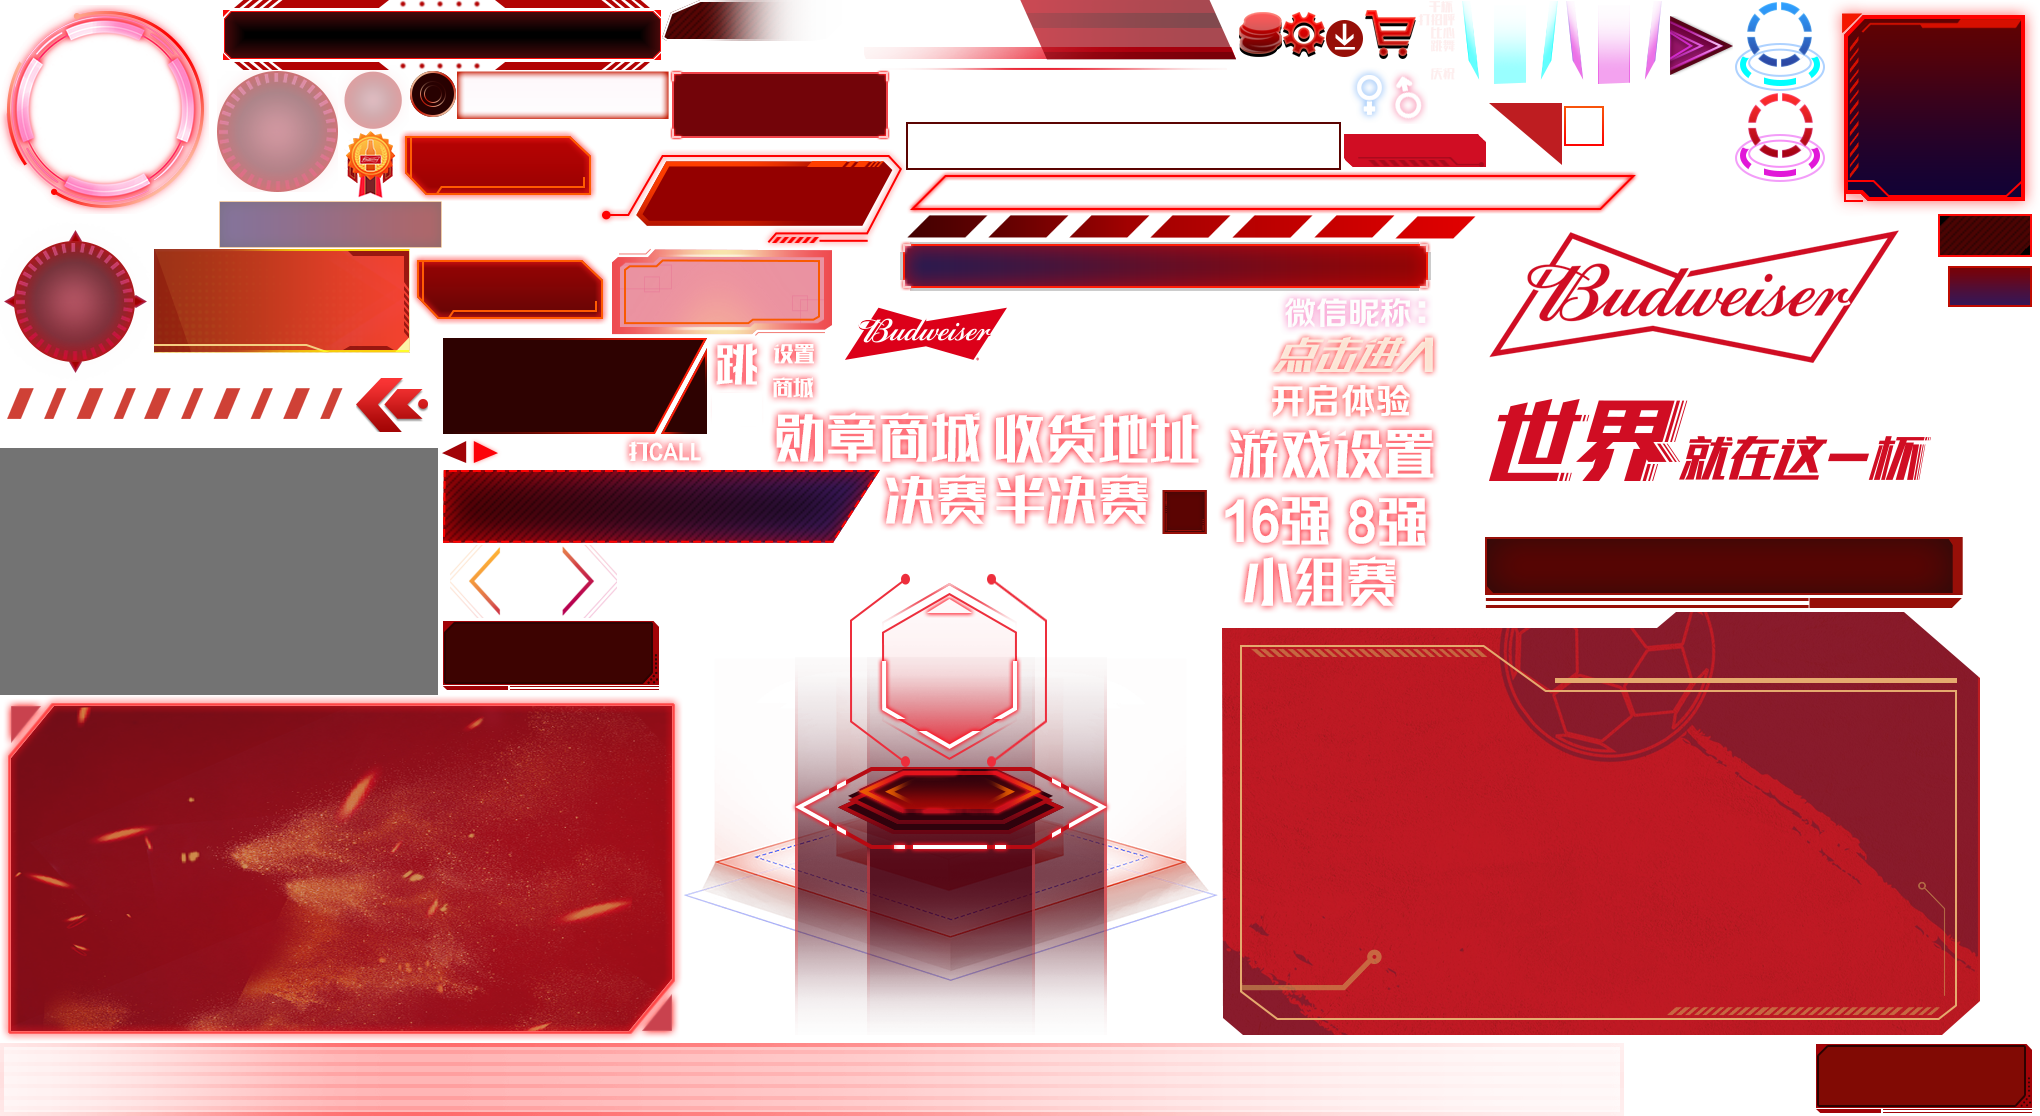 Budweiser
微信昵称：
点击进入
跳
设置
商城
开启体验
勋章商城
收货地址
游戏设置
打CALL
决赛
半决赛
16强
8强
小组赛
Budweiser
世界就在这一杯